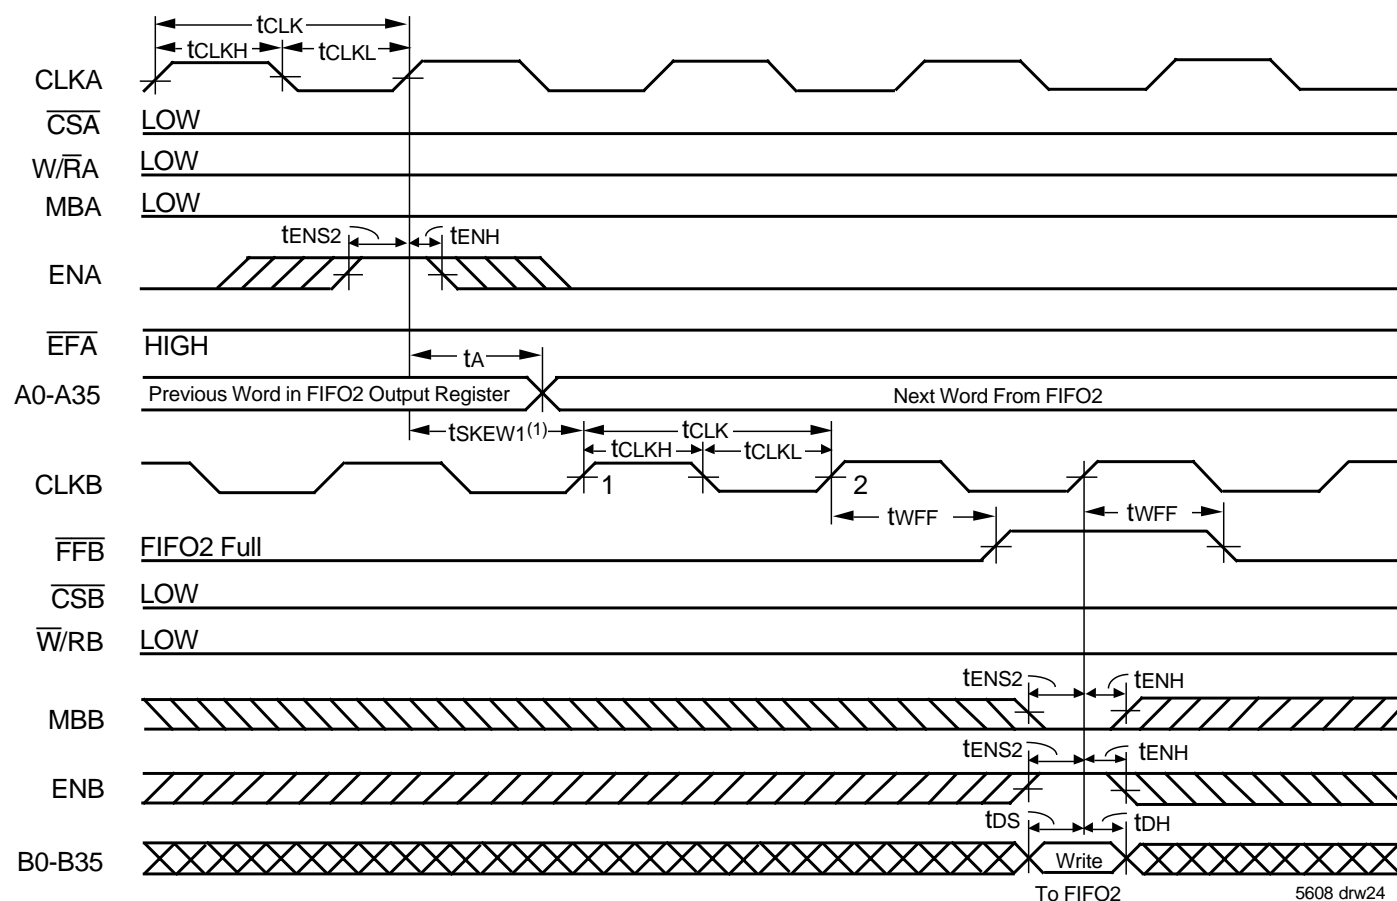 tCLK
tCLKH tCLKL
CLKA
CSA LOW
W/RA LOW
MBA LOW
tENS2 tENH
ENA
EFA HIGH
tA
A0-A35 Previous Word in FIFO2 Output Register Next Word From FIFO2
tSKEW1(1) tCLK
tCLKH tCLKL
CLKB 1 2
tWFF tWFF
FFB FIFO2 Full
CSB LOW
W/RB LOW
tENS2 tENH
MBB
tENS2 tENH
ENB
tDS tDH
B0-B35 Write
To FIFO2 5608 drw24